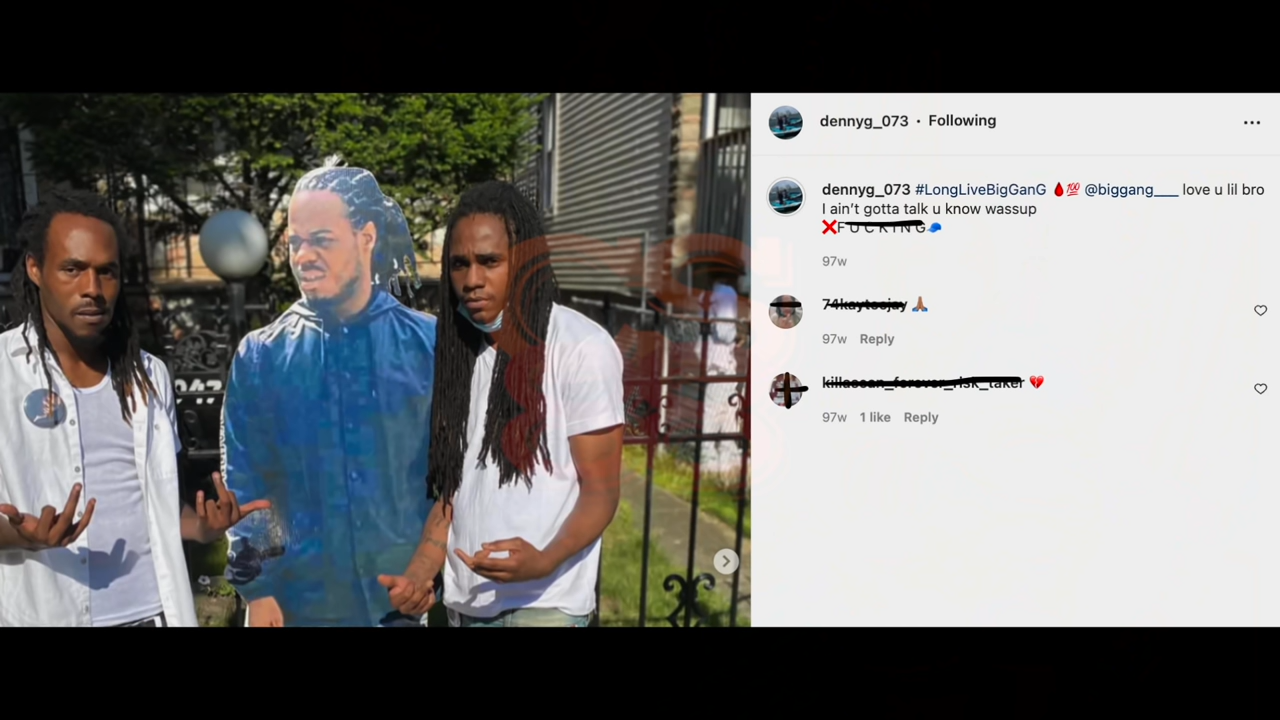 dennyg_073 • Following
dennyg_073 #LongLiveBigGanG 🩸💯 @biggang___ love u lil bro
I ain't gotta talk u know wassup
❌F U C K I N G🧢
97w
74kaytoojay 🙏🏾
97w Reply
killasean_forever_risk_taker 💔
97w 1 like Reply